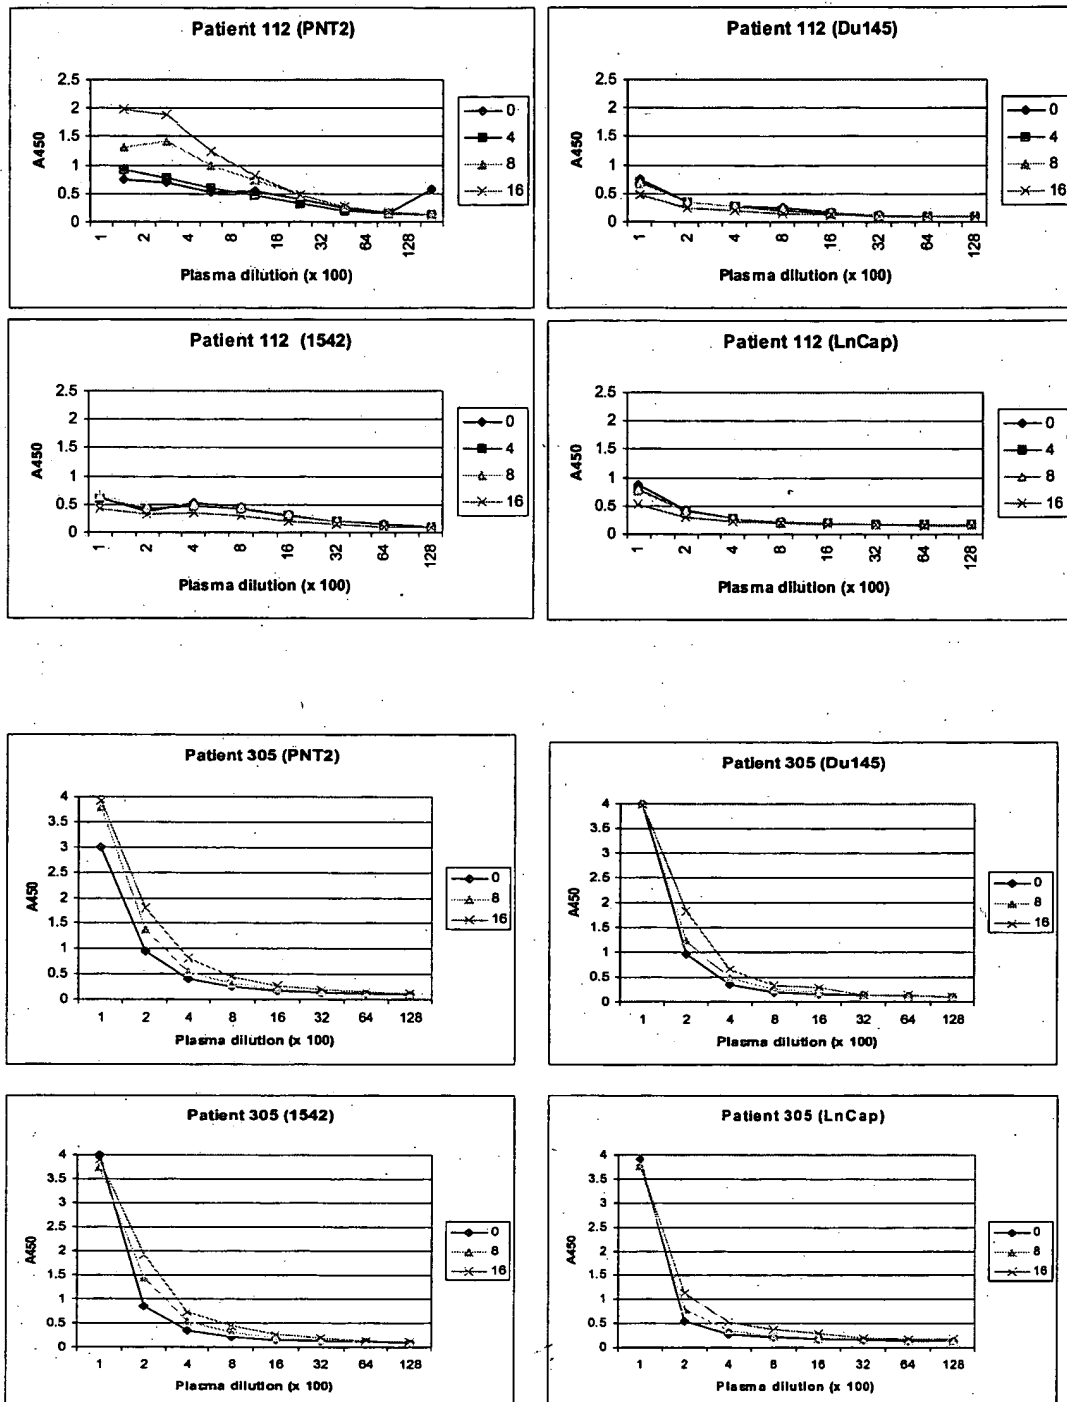 Patient 112 (PNT2)
2.5
2
1.5
1
0.5
0
A450
1 2 4 8 16 32 64 128
Plasma dilution (x 100)
0
4
8
16
Patient 112 (Du145)
2.5
2
1.5
1
0.5
0
A450
1 2 4 8 16 32 64 128
Plasma dilution (x 100)
0
4
8
16
Patient 112 (1542)
2.5
2
1.5
1
0.5
0
A450
1 2 4 8 16 32 64 128
Plasma dilution (x 100)
0
4
8
16
Patient 112 (LnCap)
2.5
2
1.5
1
0.5
0
A450
1 2 4 8 16 32 64 128
Plasma dilution (x 100)
0
4
8
16
Patient 305 (PNT2)
4
3.5
3
2.5
2
1.5
1
0.5
0
A450
1 2 4 8 16 32 64 128
Plasma dilution (x 100)
0
8
16
Patient 305 (Du145)
4
3.5
3
2.5
2
1.5
1
0.5
0
A450
1 2 4 8 16 32 64 128
Plasma dilution (x 100)
0
8
16
Patient 305 (1542)
4
3.5
3
2.5
2
1.5
1
0.5
0
A450
1 2 4 8 16 32 64 128
Plasma dilution (x 100)
0
8
16
Patient 305 (LnCap)
4
3.5
3
2.5
2
1.5
1
0.5
0
A450
1 2 4 8 16 32 64 128
Plasma dilution (x 100)
0
8
16